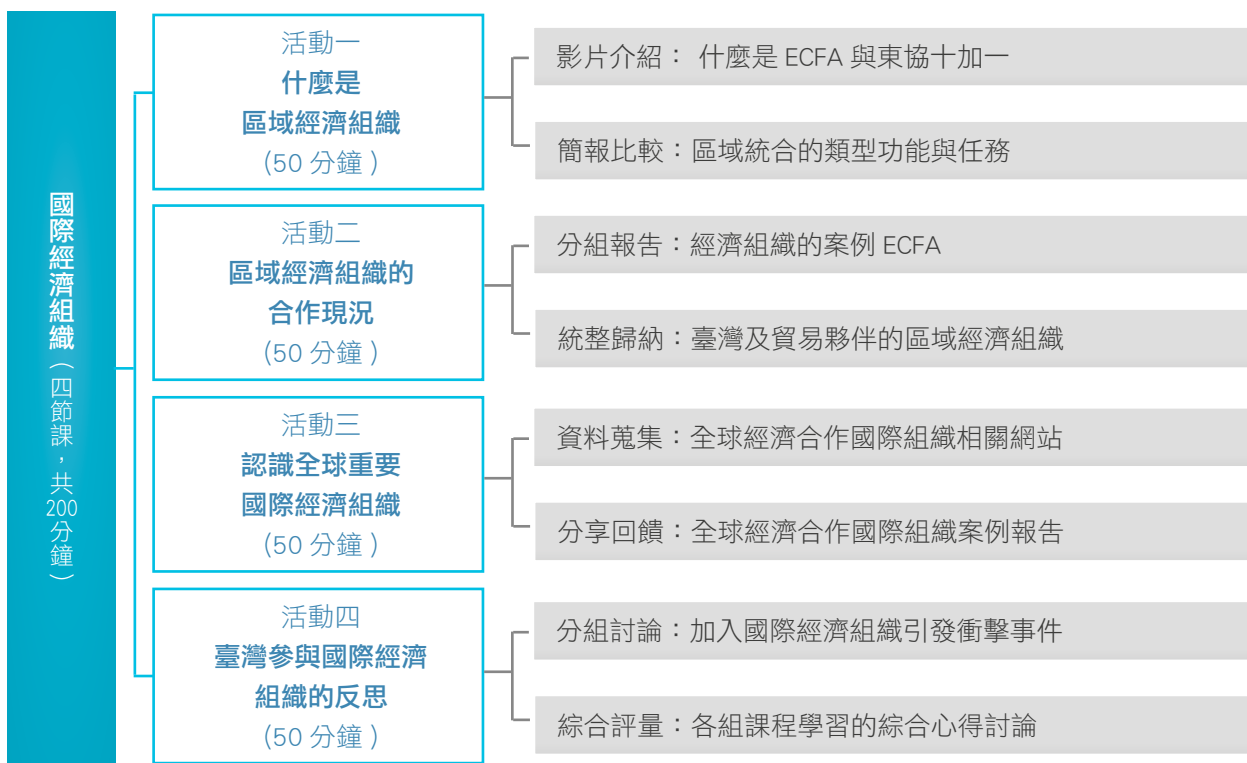 國際經濟組織（四節課，共200分鐘）
活動一
什麼是
區域經濟組織
（50 分鐘）
影片介紹： 什麼是 ECFA 與東協十加一
簡報比較：區域統合的類型功能與任務
活動二
區域經濟組織的
合作現況
（50 分鐘）
分組報告：經濟組織的案例 ECFA
統整歸納：臺灣及貿易夥伴的區域經濟組織
活動三
認識全球重要
國際經濟組織
（50 分鐘）
資料蒐集：全球經濟合作國際組織相關網站
分享回饋：全球經濟合作國際組織案例報告
活動四
臺灣參與國際經濟
組織的反思
（50 分鐘）
分組討論：加入國際經濟組織引發衝擊事件
綜合評量：各組課程學習的綜合心得討論